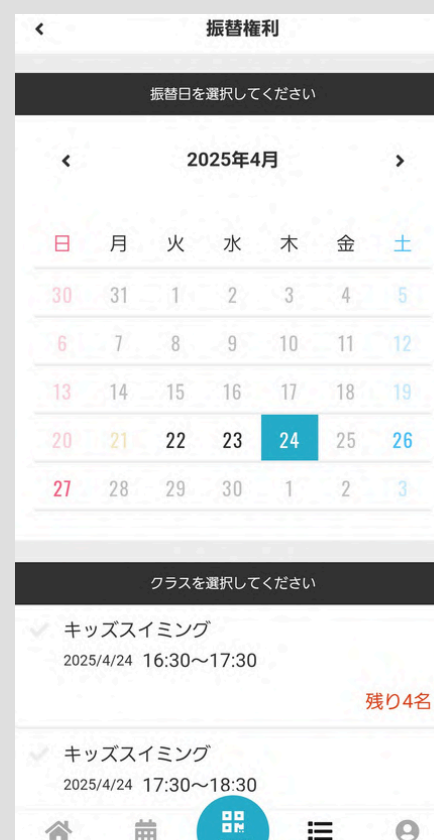 振替権利
振替日を選択してください
2025年4月
日 月 火 水 木 金 土
30 31 1 2 3 4 5
6 7 8 9 10 11 12
13 14 15 16 17 18 19
20 21 22 23 24 25 26
27 28 29 30 1 2 3
クラスを選択してください
キッズスイミング
2025/4/24 16:30〜17:30
残り4名
キッズスイミング
2025/4/24 17:30〜18:30